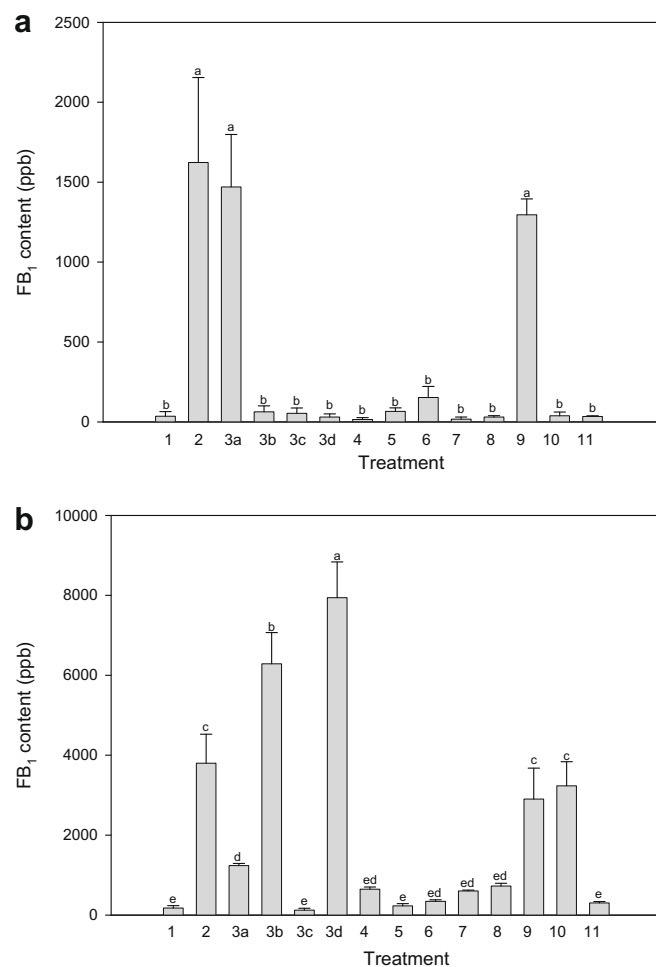 a
2500
2000
1500
1000
500
0
FB₁ content (ppb)
b a a b b b b b b b b a b b
1 2 3a 3b 3c 3d 4 5 6 7 8 9 10 11
Treatment
b
10000
8000
6000
4000
2000
0
FB₁ content (ppb)
e c d b e a ed e ed ed ed c c e
1 2 3a 3b 3c 3d 4 5 6 7 8 9 10 11
Treatment